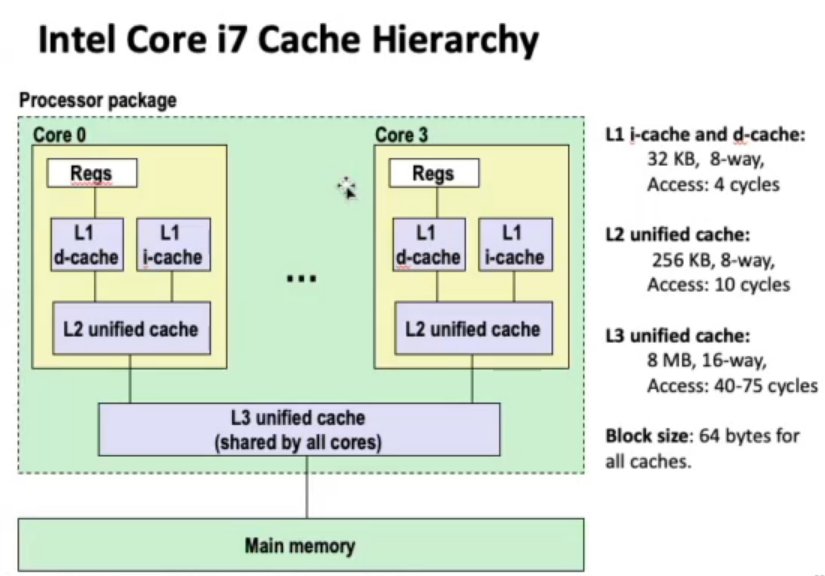 Intel Core i7 Cache Hierarchy
Processor package
Core 0
Regs
L1
d-cache
L1
i-cache
L2 unified cache
...
Core 3
Regs
L1
d-cache
L1
i-cache
L2 unified cache
L3 unified cache
(shared by all cores)
Main memory
L1 i-cache and d-cache:
32 KB, 8-way,
Access: 4 cycles
L2 unified cache:
256 KB, 8-way,
Access: 10 cycles
L3 unified cache:
8 MB, 16-way,
Access: 40-75 cycles
Block size: 64 bytes for
all caches.